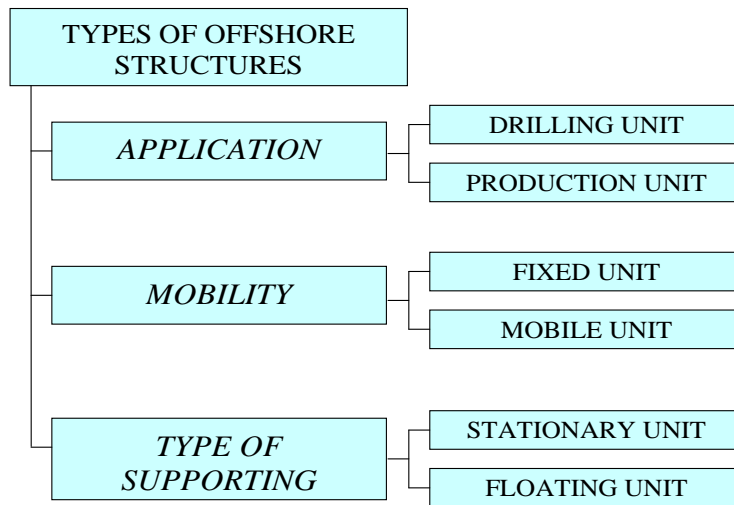 TYPES OF OFFSHORE
STRUCTURES
APPLICATION
DRILLING UNIT
PRODUCTION UNIT
MOBILITY
FIXED UNIT
MOBILE UNIT
TYPE OF
SUPPORTING
STATIONARY UNIT
FLOATING UNIT